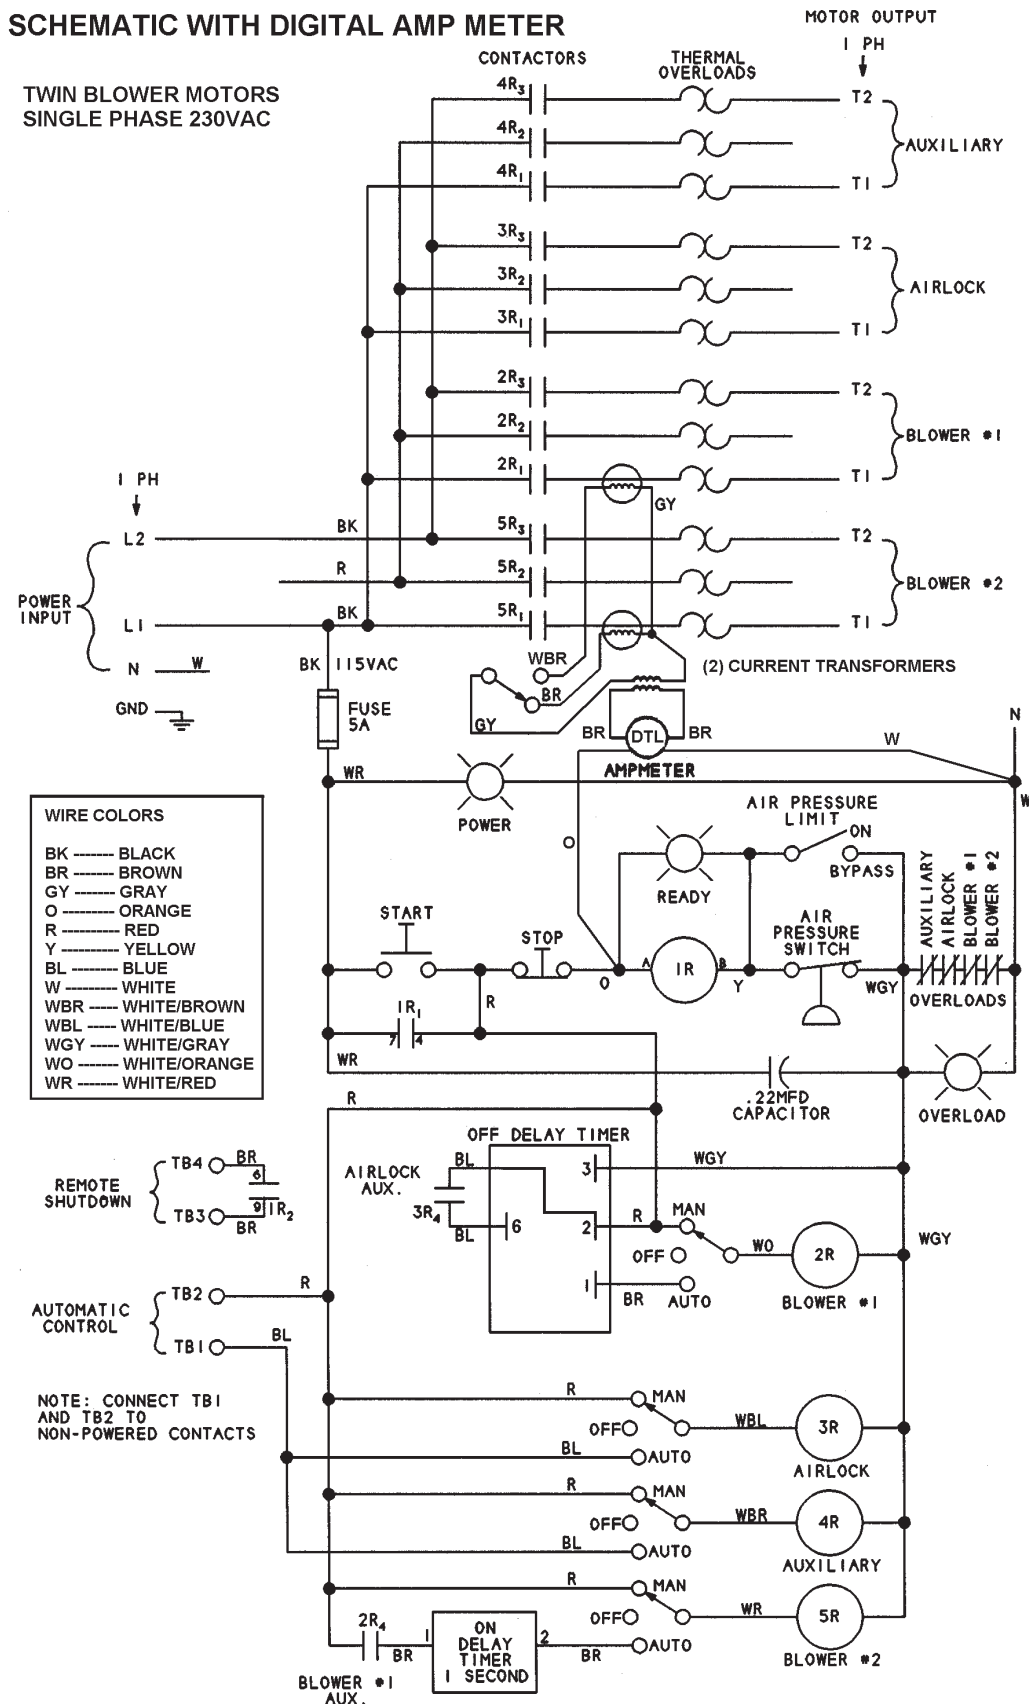 SCHEMATIC WITH DIGITAL AMP METER
MOTOR OUTPUT
1 PH
CONTACTORS
THERMAL
OVERLOADS
TWIN BLOWER MOTORS
SINGLE PHASE 230VAC
4R3
T2
4R2
AUXILIARY
4R1
T1
3R3
T2
3R2
AIRLOCK
3R1
T1
2R3
T2
2R2
BLOWER #1
2R1
T1
GY
1 PH
L2
BK
5R3
T2
R
5R2
BLOWER #2
POWER
INPUT
L1
BK
5R1
T1
N
W
BK 115VAC
WBR
(2) CURRENT TRANSFORMERS
BR
GND
FUSE
5A
GY
BR
DTL
BR
AMPMETER
W
N
WR
W
POWER
WIRE COLORS
BK ------- BLACK
BR -------- BROWN
GY -------- GRAY
O ---------- ORANGE
R ----------- RED
Y ----------- YELLOW
BL --------- BLUE
W ---------- WHITE
WBR ----- WHITE/BROWN
WBL ----- WHITE/BLUE
WGY ----- WHITE/GRAY
WO ------- WHITE/ORANGE
WR -------- WHITE/RED
O
AIR PRESSURE
LIMIT
ON
BYPASS
READY
AUXILIARY
AIRLOCK
BLOWER #1
BLOWER #2
START
STOP
AIR
PRESSURE
SWITCH
A
1R
B
O
Y
WGY
OVERLOADS
R
1R1
7
4
WR
.22MFD
CAPACITOR
OVERLOAD
R
OFF DELAY TIMER
REMOTE
SHUTDOWN
TB4
BR
6
9
1R2
TB3
BR
AIRLOCK
AUX.
BL
3R4
BL
3
WGY
6
2
R
MAN
OFF
WO
2R
WGY
1
BR
AUTO
BLOWER #1
AUTOMATIC
CONTROL
TB2
R
TB1
BL
NOTE: CONNECT TB1
AND TB2 TO
NON-POWERED CONTACTS
R
MAN
OFF
WBL
3R
BL
AUTO
AIRLOCK
R
MAN
OFF
WBR
4R
BL
AUTO
AUXILIARY
R
MAN
OFF
WR
5R
2R4
BR
1
ON
DELAY
TIMER
1 SECOND
2
BR
AUTO
BLOWER #2
BLOWER #1
AUX.